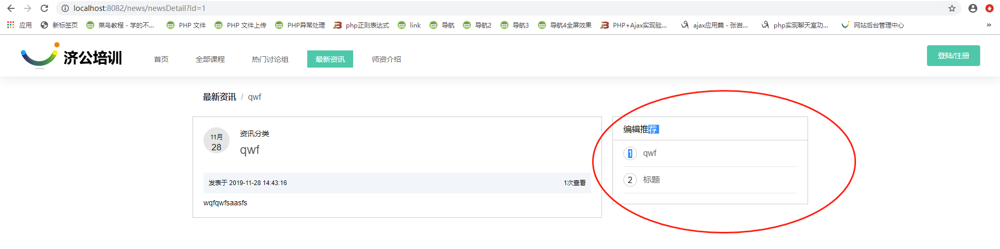 localhost:8082/news/newsDetail?id=1
应用 新标签页 菜鸟教程 - 学的不... PHP 文件 PHP 文件上传 PHP异常处理 php正则表达式 link 导航 导航2 导航3 导航4全屏效果 PHP+Ajax实现验... ajax应用篇 - 张岩... php实现聊天室功... 网站后台管理中心 »
济公培训 首页 全部课程 热门讨论组 最新资讯 师资介绍 登陆/注册
最新资讯 / qwf
11月
28
资讯分类
qwf
发表于 2019-11-28 14:43:16 1次查看
wqfqwfsaasfs
编辑推荐
1 qwf
2 标题